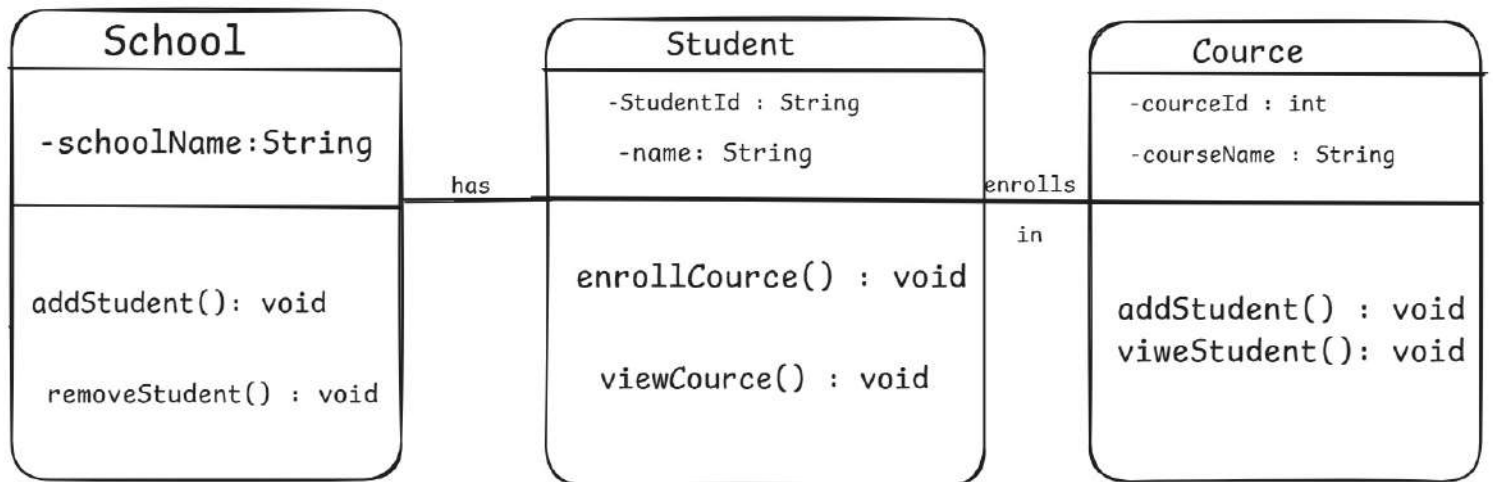 School
-schoolName:String
addStudent(): void
removeStudent() : void
has
Student
-StudentId : String
-name: String
enrollCource() : void
viewCource() : void
enrolls
in
Cource
-courceId : int
-courseName : String
addStudent() : void
viweStudent(): void